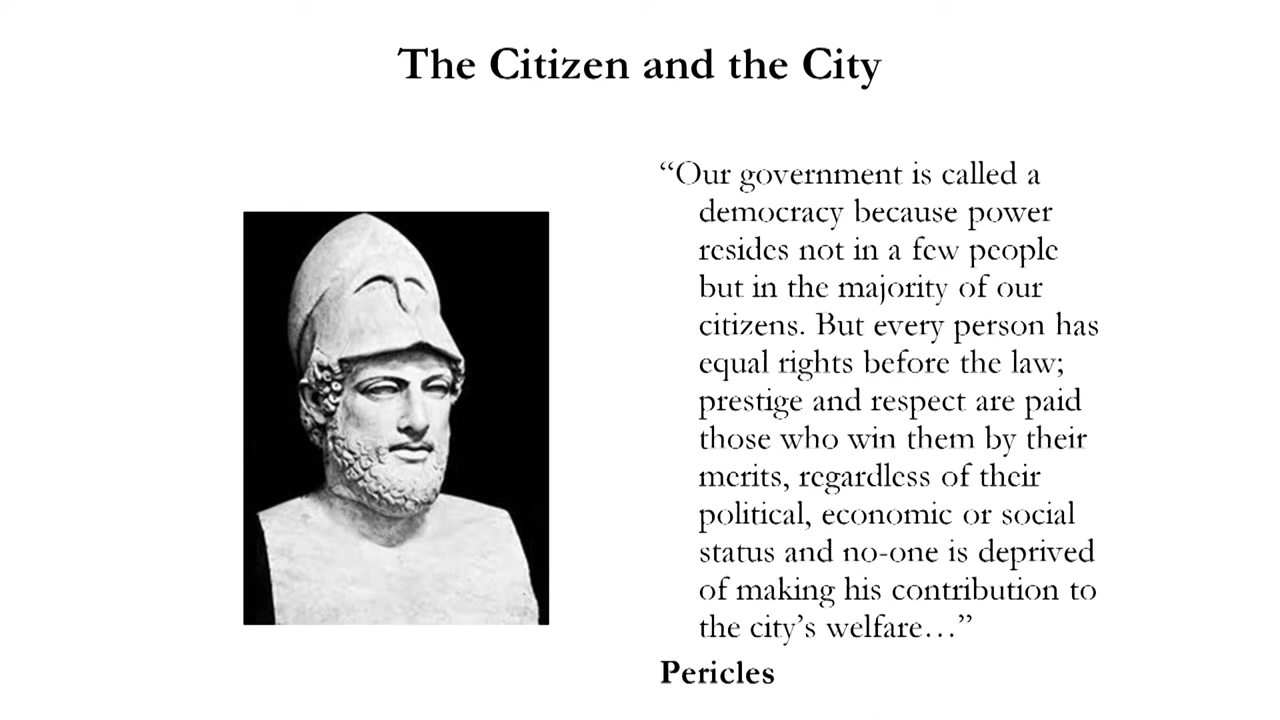 The Citizen and the City
“Our government is called a
democracy because power
resides not in a few people
but in the majority of our
citizens. But every person has
equal rights before the law;
prestige and respect are paid
those who win them by their
merits, regardless of their
political, economic or social
status and no-one is deprived
of making his contribution to
the city’s welfare…”
Pericles